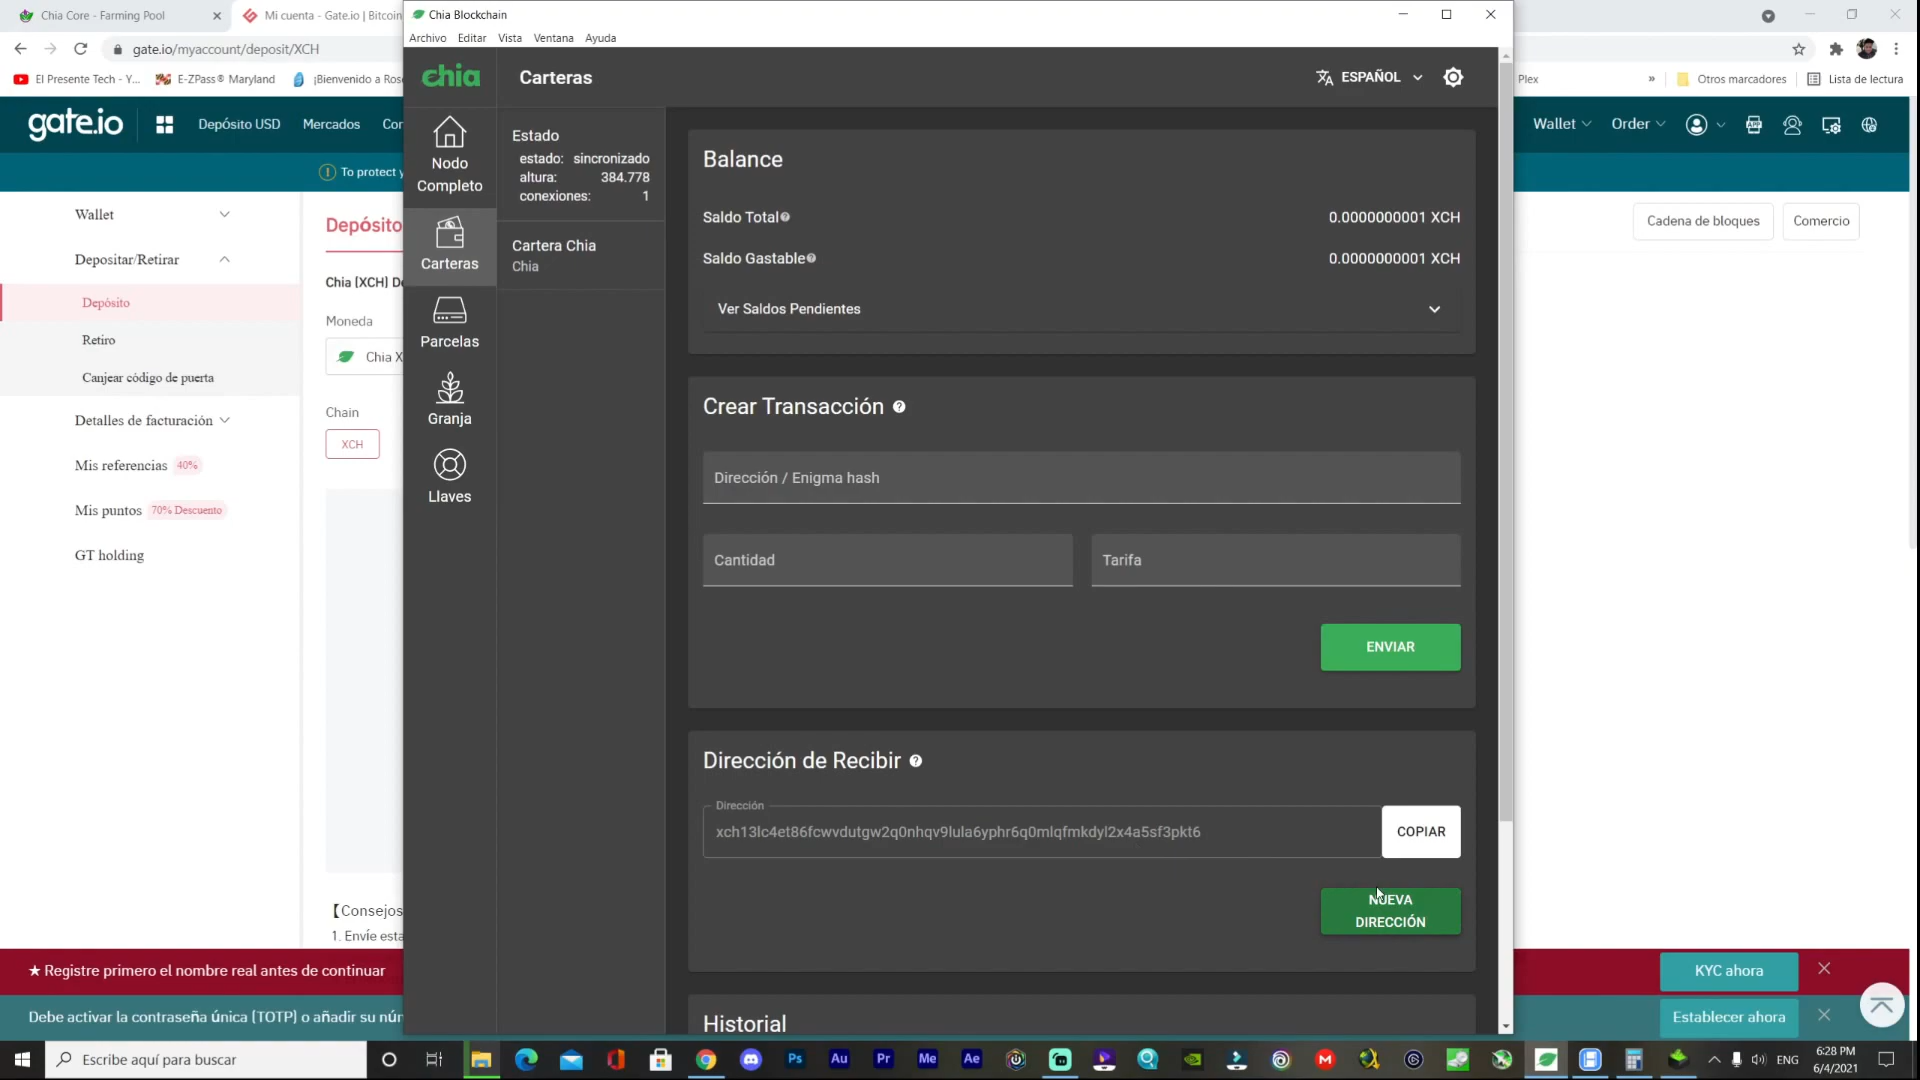 Chia Core - Farming Pool
Mi cuenta - Gate.io | Bitcoin
Chia Blockchain
gate.io/myaccount/deposit/XCH
Archivo Editar Vista Ventana Ayuda
El Presente Tech - Y...
E-ZPass® Maryland
¡Bienvenido a Rose
Plex
»
Otros marcadores
Lista de lectura
chia
Carteras
ESPAÑOL
gate.io
Depósito USD
Mercados
Wallet
Order
To protect y
Nodo
Completo
Carteras
Parcelas
Granja
Llaves
Estado
estado: sincronizado
altura: 384.778
conexiones: 1
Cartera Chia
Chia
Balance
Saldo Total
0.0000000001 XCH
Saldo Gastable
0.0000000001 XCH
Ver Saldos Pendientes
Crear Transacción
Dirección / Enigma hash
Cantidad
Tarifa
ENVIAR
Dirección de Recibir
Dirección
xch13lc4et86fcwvdutgw2q0nhqv9lula6yphr6q0mlqfmkdyl2x4a5sf3pkt6
COPIAR
NUEVA
DIRECCIÓN
Historial
Wallet
Depositar/Retirar
Depósito
Retiro
Canjear código de puerta
Detalles de facturación
Mis referencias 40%
Mis puntos 70% Descuento
GT holding
Depósito
Chia (XCH) De
Moneda
Chia X
Chain
XCH
【Consejos
1. Envíe esta
Cadena de bloques
Comercio
★ Registre primero el nombre real antes de continuar
KYC ahora
Debe activar la contraseña única (TOTP) o añadir su núm
Establecer ahora
Escribe aquí para buscar
Ps Au Pr Me Ae
ENG
6:28 PM
6/4/2021